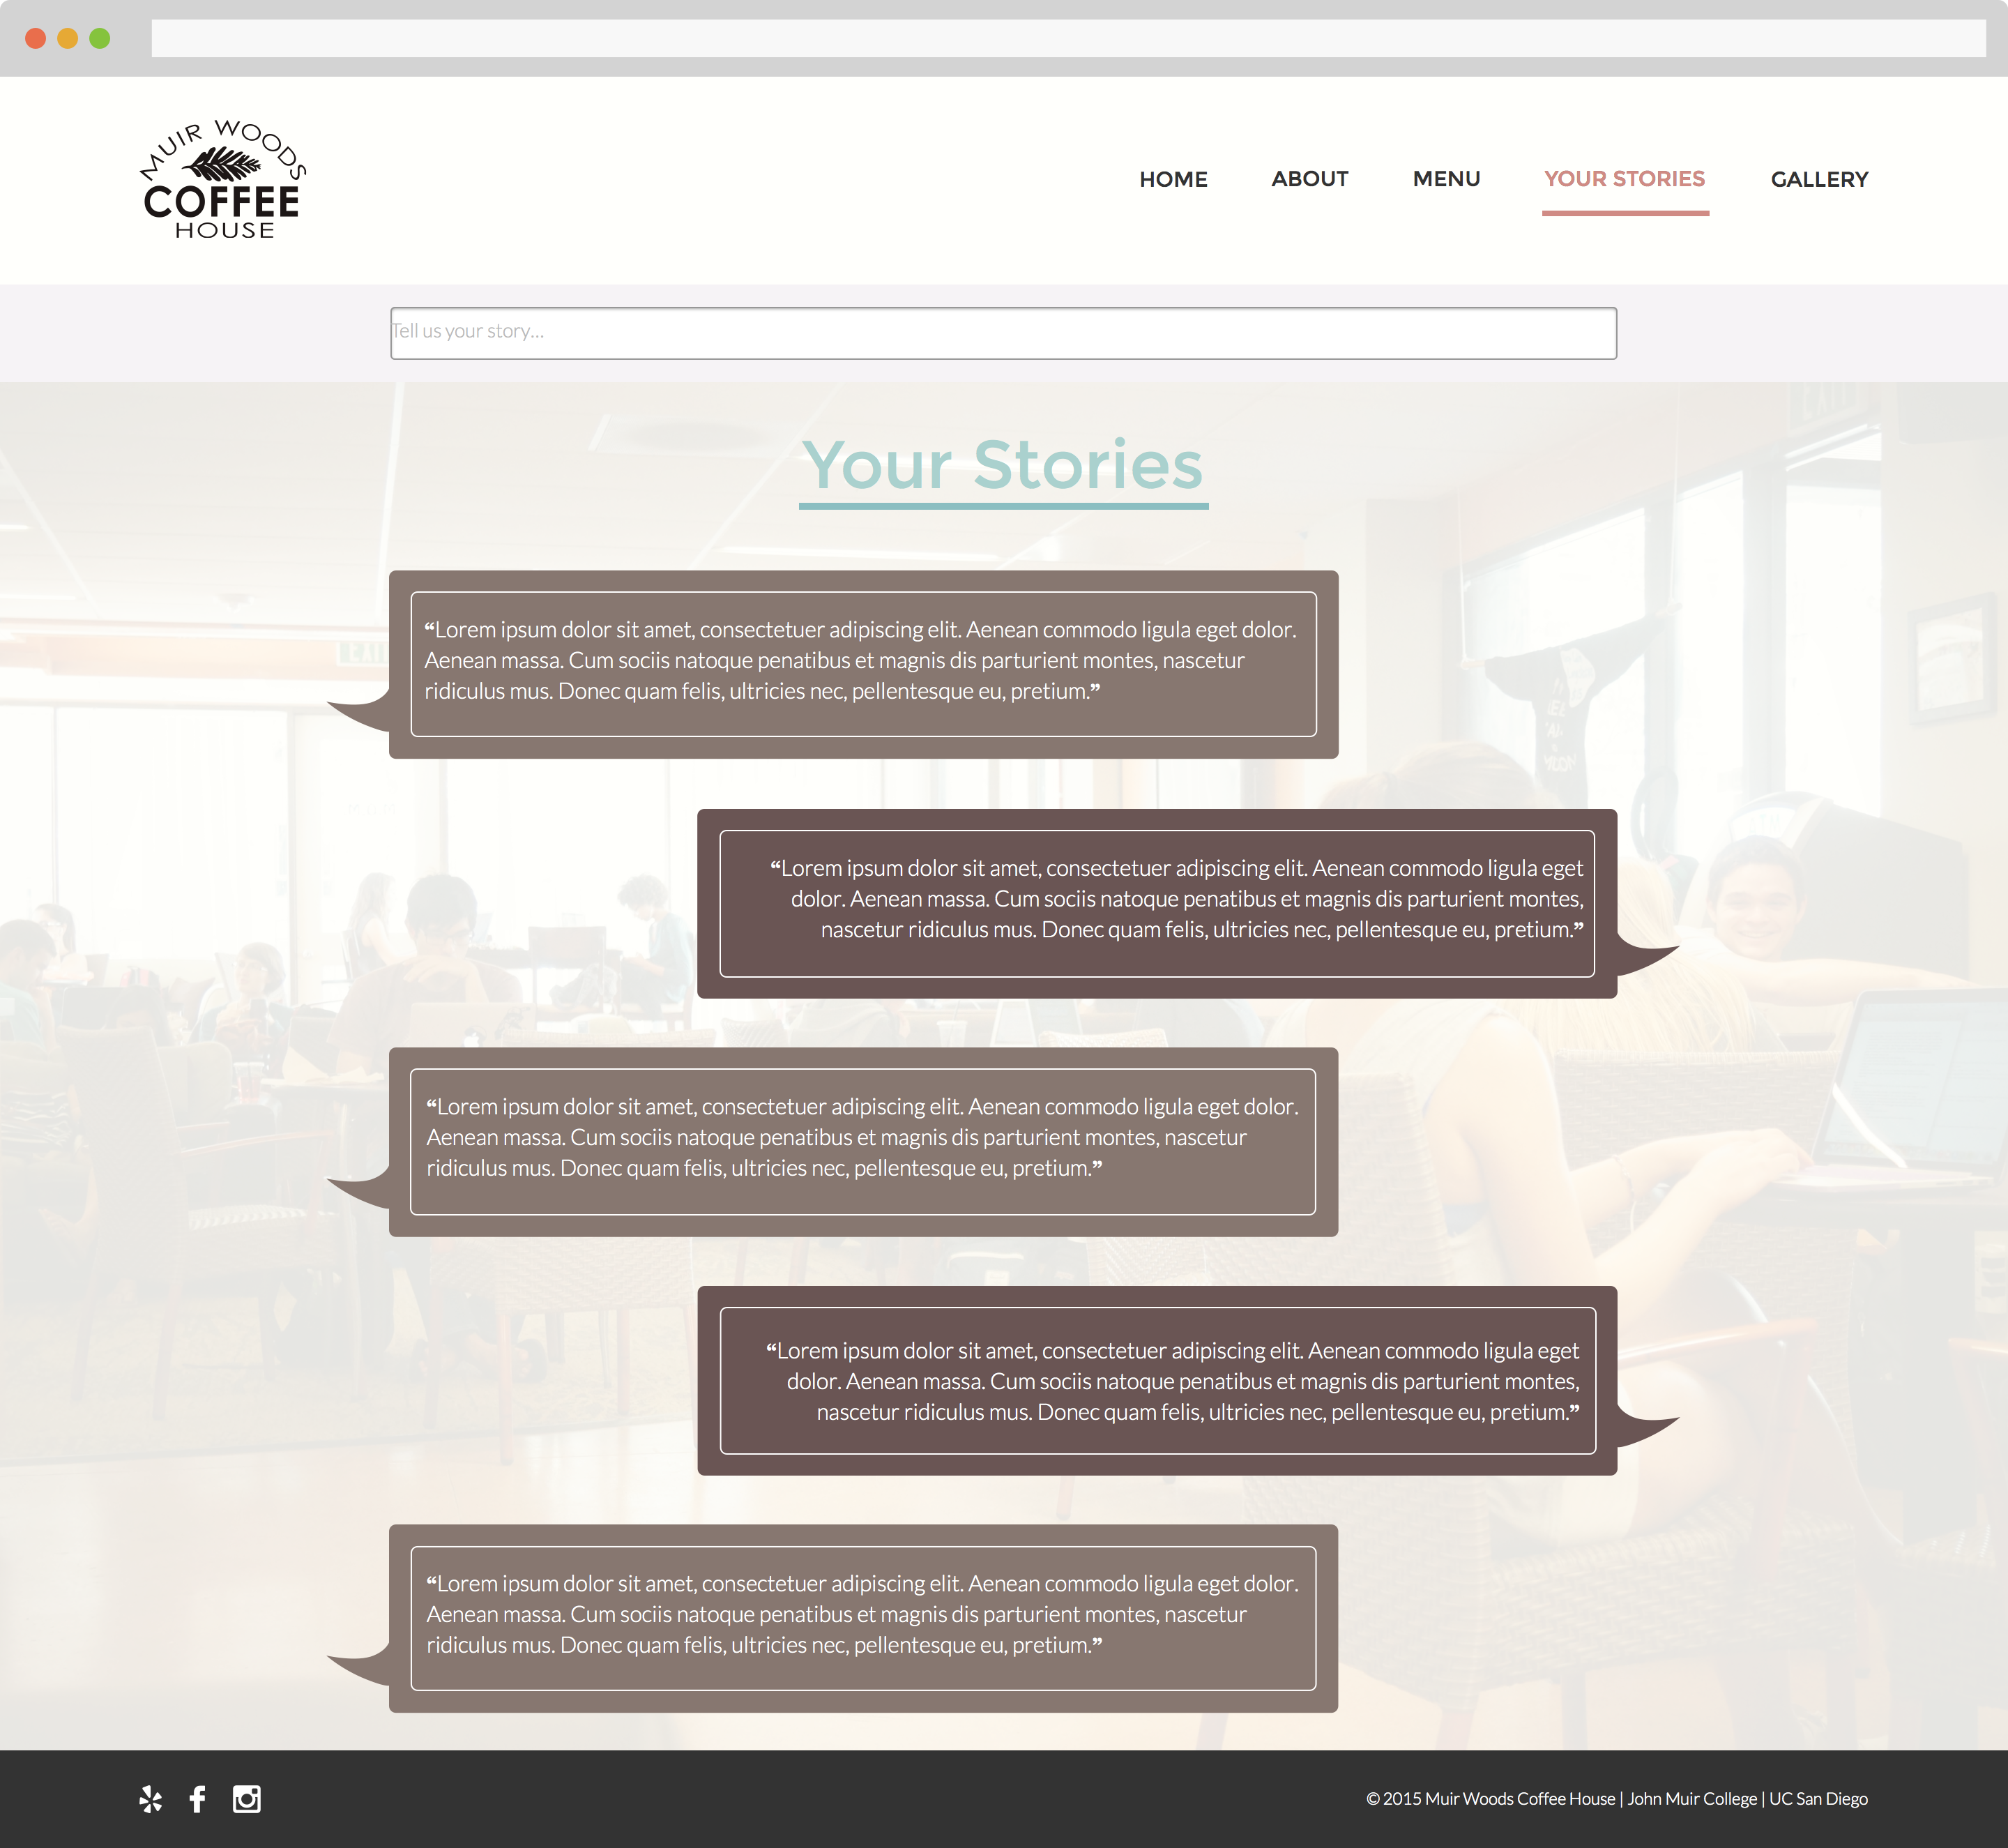 MUIR WOODS
COFFEE
HOUSE
HOME ABOUT MENU YOUR STORIES GALLERY
Tell us your story...
Your Stories
EXIT
“Lorem ipsum dolor sit amet, consectetuer adipiscing elit. Aenean commodo ligula eget dolor.
Aenean massa. Cum sociis natoque penatibus et magnis dis parturient montes, nascetur
ridiculus mus. Donec quam felis, ultricies nec, pellentesque eu, pretium.”
“Lorem ipsum dolor sit amet, consectetuer adipiscing elit. Aenean commodo ligula eget
dolor. Aenean massa. Cum sociis natoque penatibus et magnis dis parturient montes,
nascetur ridiculus mus. Donec quam felis, ultricies nec, pellentesque eu, pretium.”
“Lorem ipsum dolor sit amet, consectetuer adipiscing elit. Aenean commodo ligula eget dolor.
Aenean massa. Cum sociis natoque penatibus et magnis dis parturient montes, nascetur
ridiculus mus. Donec quam felis, ultricies nec, pellentesque eu, pretium.”
“Lorem ipsum dolor sit amet, consectetuer adipiscing elit. Aenean commodo ligula eget
dolor. Aenean massa. Cum sociis natoque penatibus et magnis dis parturient montes,
nascetur ridiculus mus. Donec quam felis, ultricies nec, pellentesque eu, pretium.”
“Lorem ipsum dolor sit amet, consectetuer adipiscing elit. Aenean commodo ligula eget dolor.
Aenean massa. Cum sociis natoque penatibus et magnis dis parturient montes, nascetur
ridiculus mus. Donec quam felis, ultricies nec, pellentesque eu, pretium.”
© 2015 Muir Woods Coffee House | John Muir College | UC San Diego